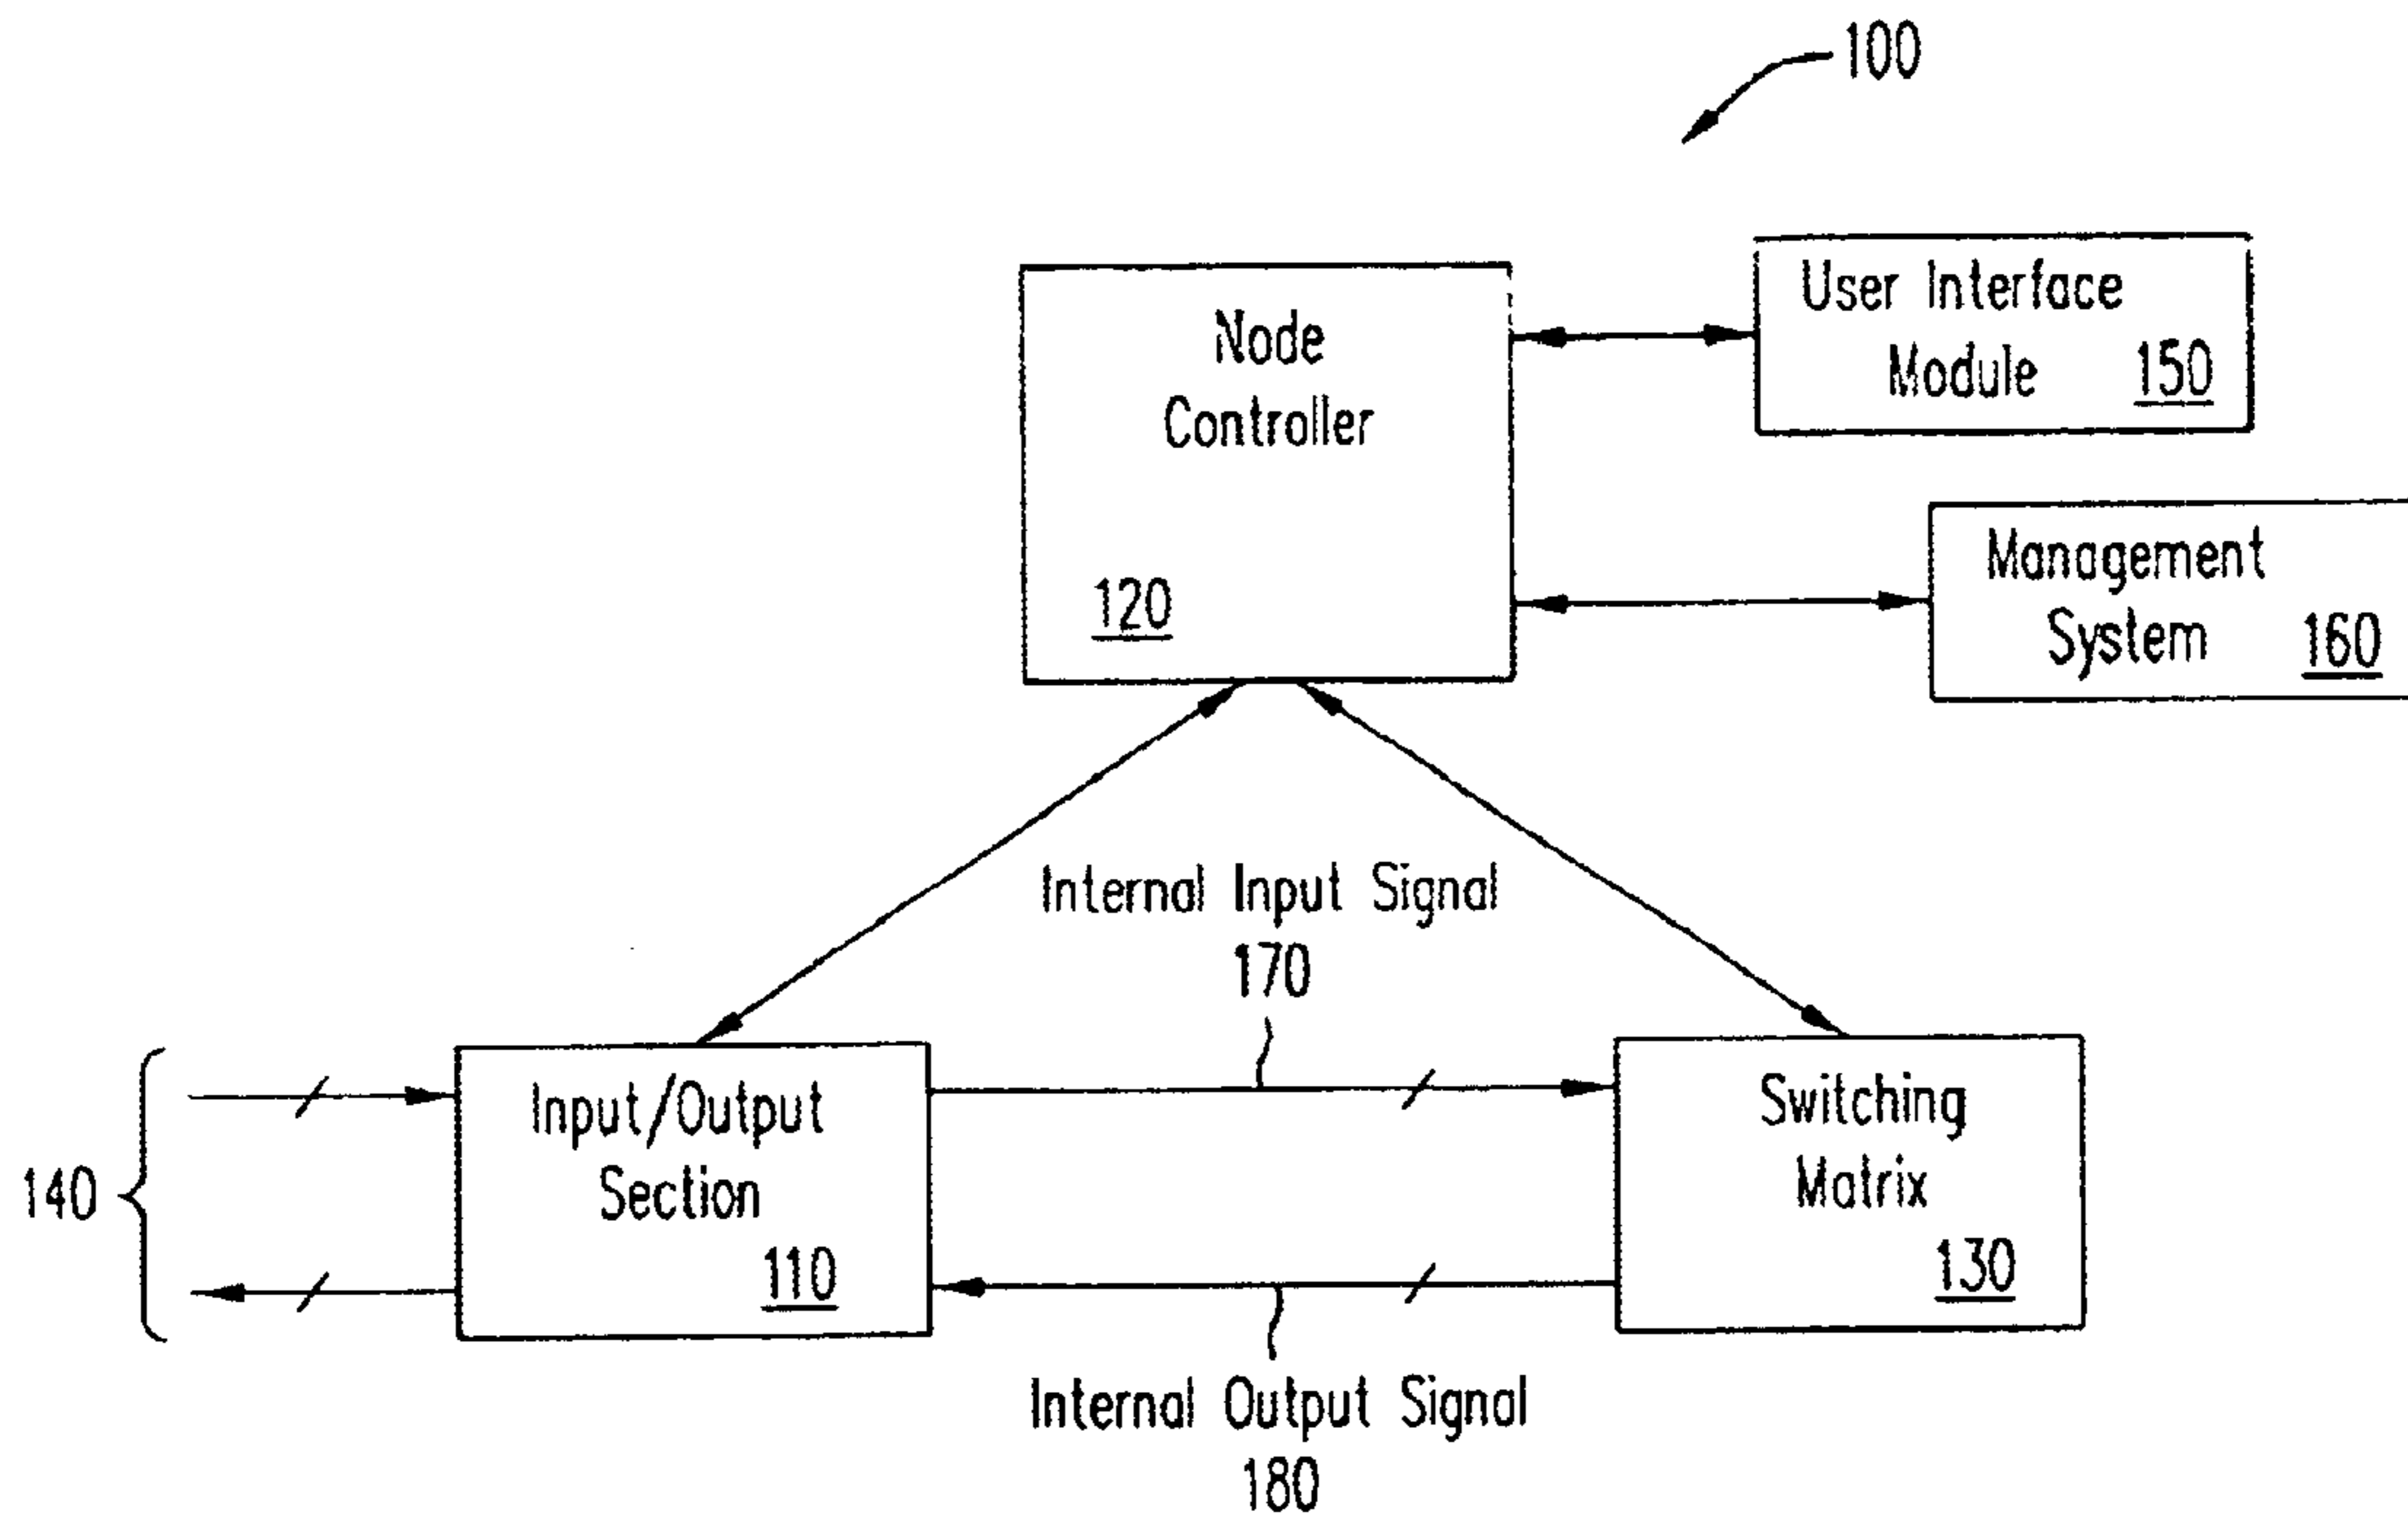 100
User Interface
Module 150
Node
Controller
120
Management
System 160
Internal Input Signal
170
140
Input/Output
Section
110
Switching
Matrix
130
Internal Output Signal
180